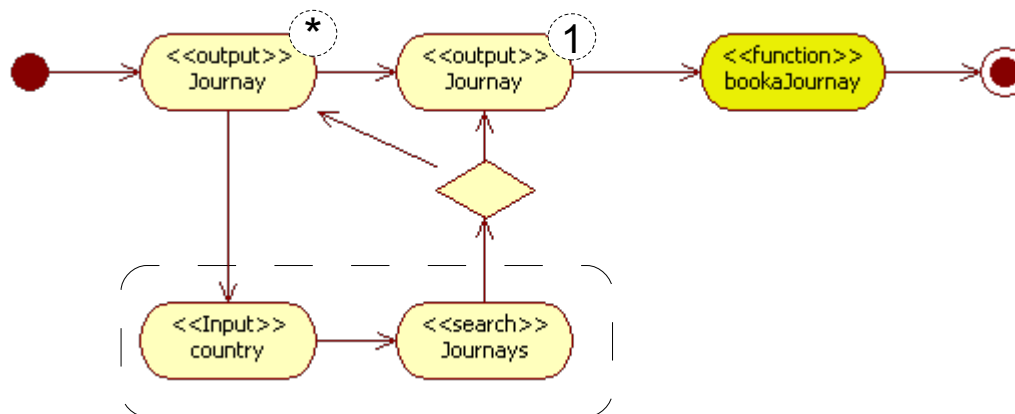 *
<<output>>
Journay
1
<<output>>
Journay
<<function>>
bookaJournay
<<Input>>
country
<<search>>
Journays